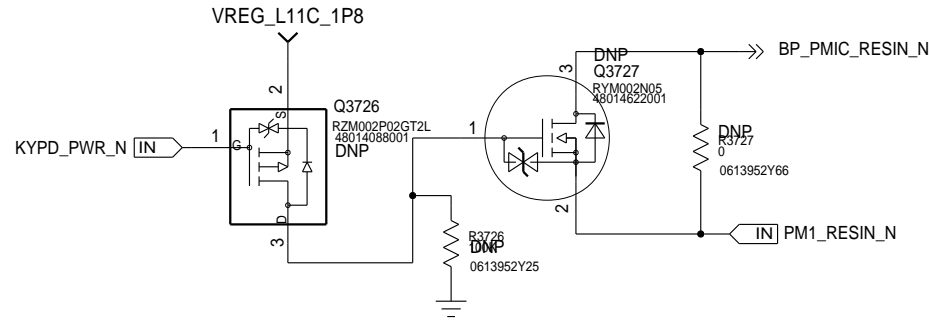 VREG_L11C_1P8
2
S
Q3726
RZM002P02GT2L
48014088001
DNP
KYPD_PWR_N
IN
1
G
D
3
DNP
3
Q3727
RYM002N05
48014622001
1
2
BP_PMIC_RESIN_N
DNP
R3727
0
0613952Y66
IN
PM1_RESIN_N
R3726
DNP
0613952Y25